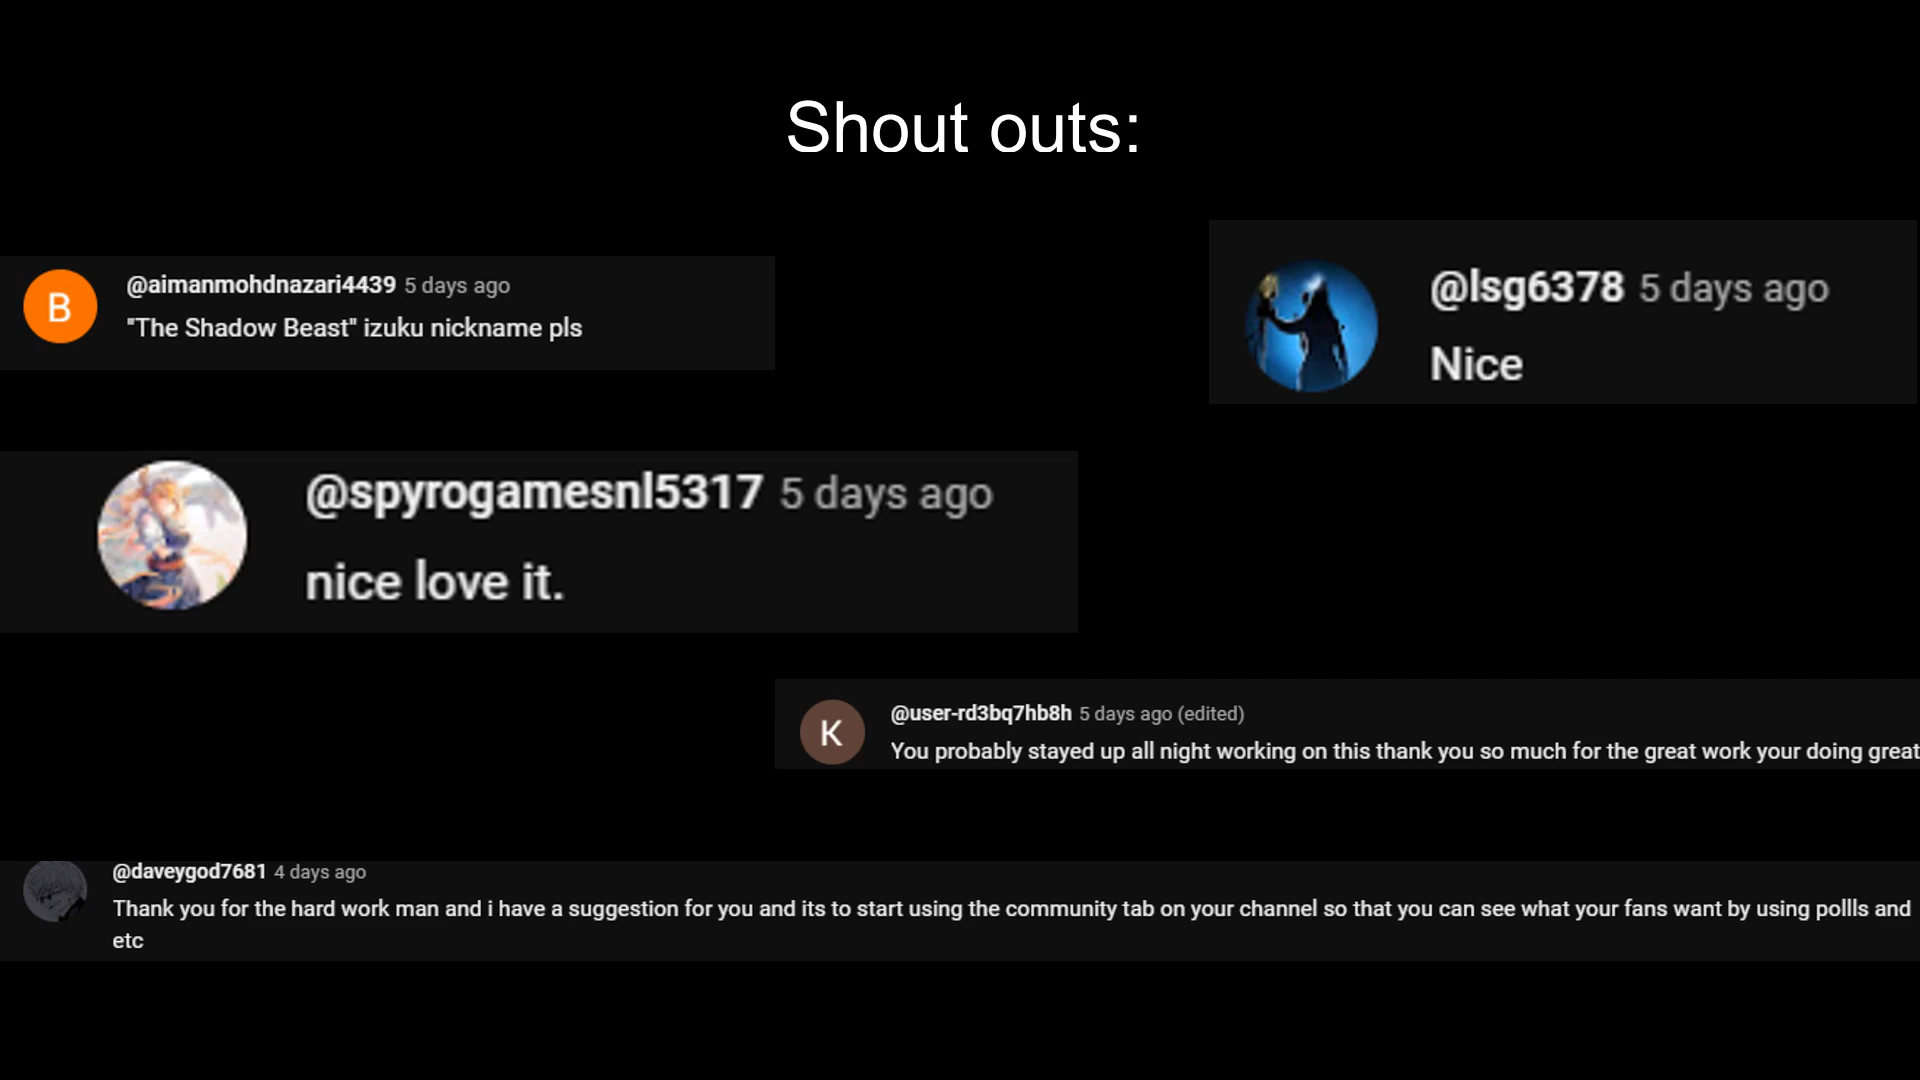 Shout outs:
B
@aimanmohdnazari4439 5 days ago
"The Shadow Beast" izuku nickname pls
@lsg6378 5 days ago
Nice
@spyrogamesnl5317 5 days ago
nice love it.
K
@user-rd3bq7hb8h 5 days ago (edited)
You probably stayed up all night working on this thank you so much for the great work your doing great
@daveygod7681 4 days ago
Thank you for the hard work man and i have a suggestion for you and its to start using the community tab on your channel so that you can see what your fans want by using pollls and
etc